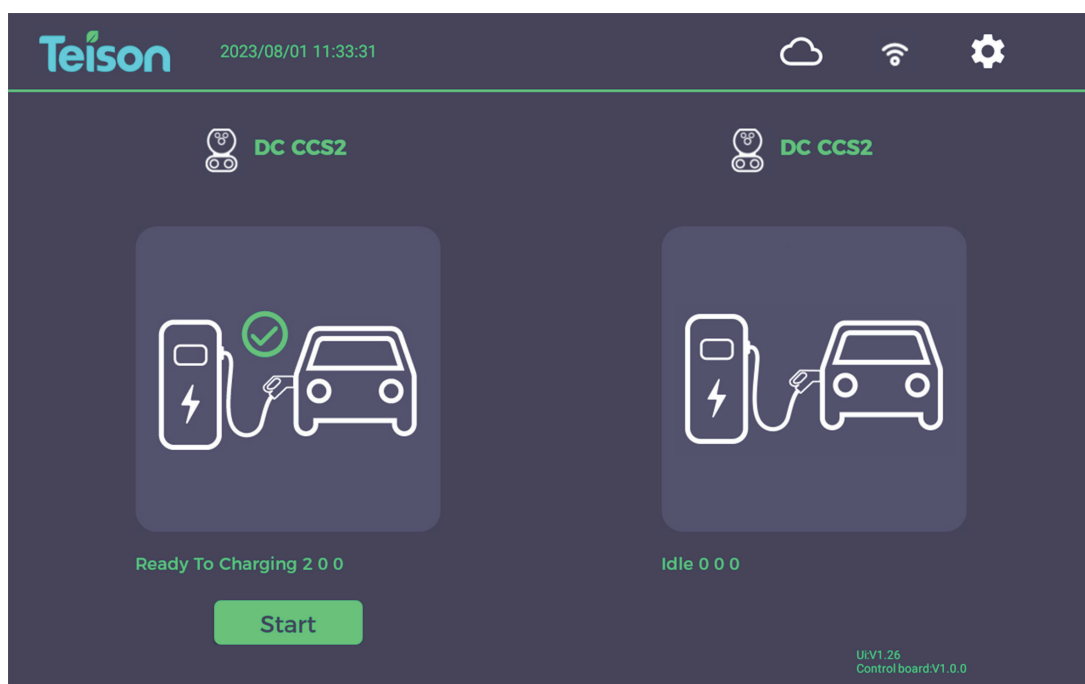 Teison
2023/08/01 11:33:31
DC CCS2
DC CCS2
Ready To Charging 2 0 0
Idle 0 0 0
Start
Ui:V1.26
Control board:V1.0.0